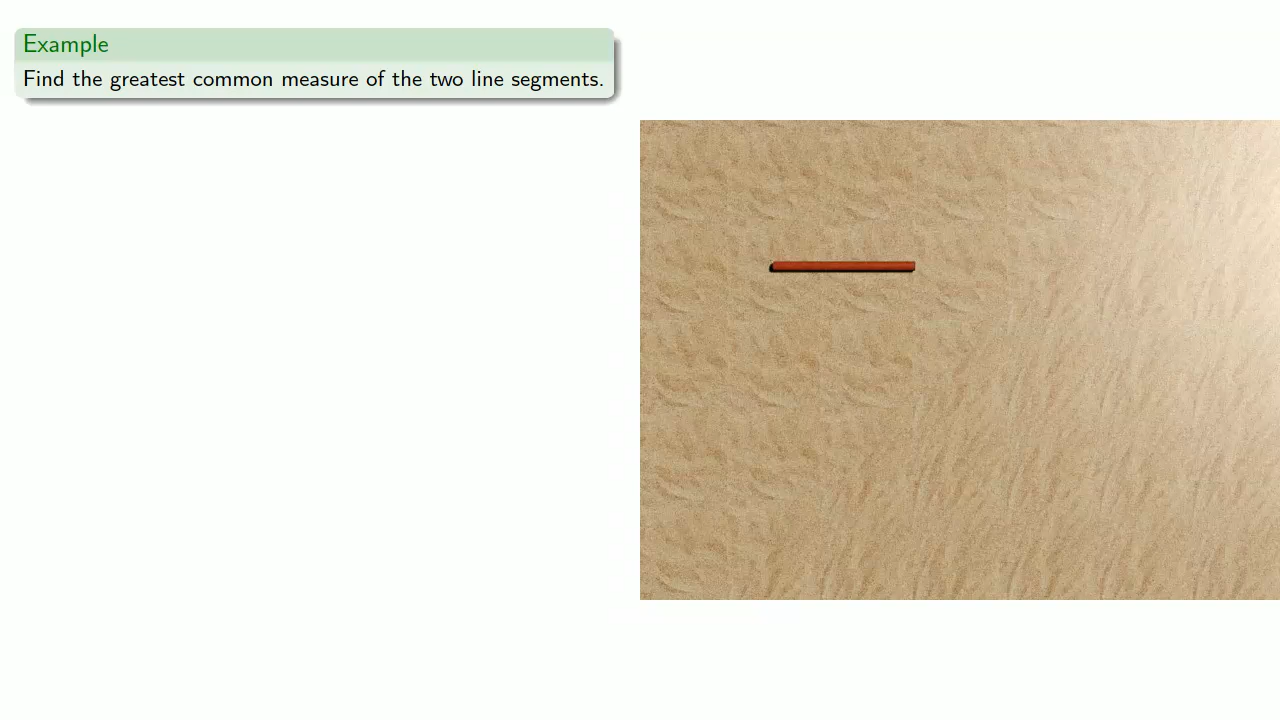 Example
Find the greatest common measure of the two line segments.